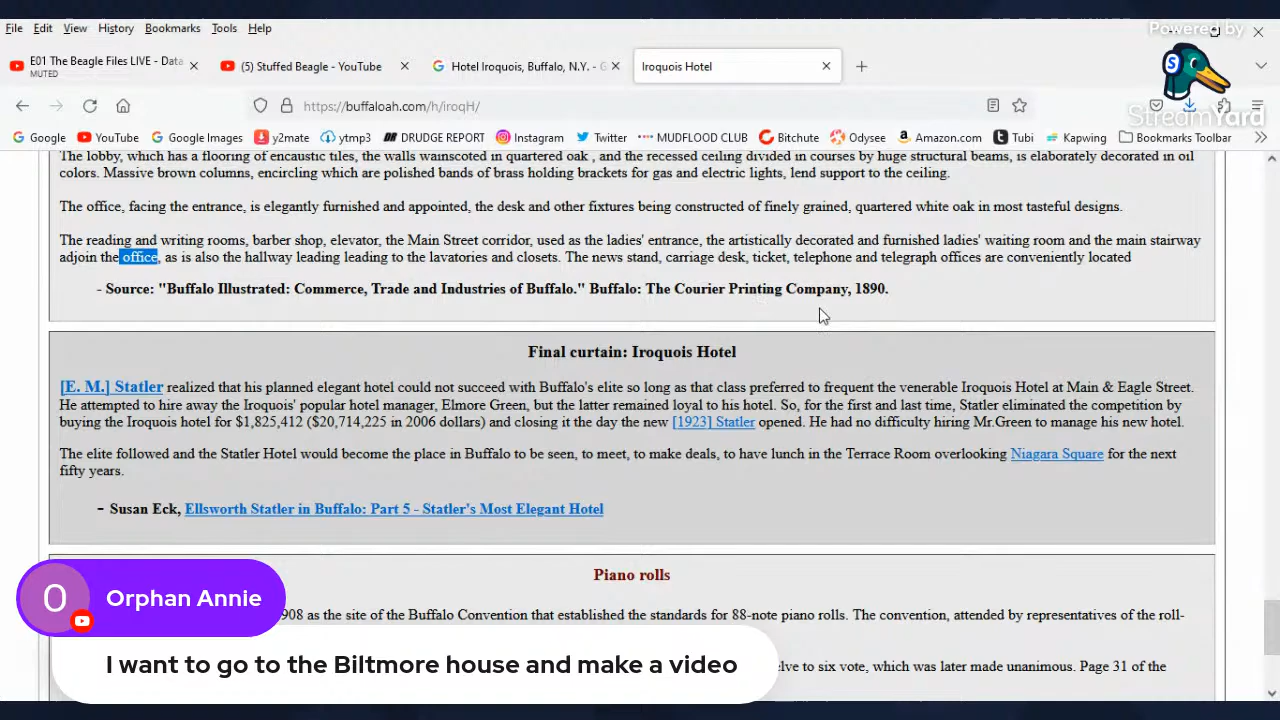 File Edit View History Bookmarks Tools Help
Powered by
E01 The Beagle Files LIVE - Data
MUTED
(5) Stuffed Beagle - YouTube
Hotel Iroquois, Buffalo, N.Y. - G
Iroquois Hotel
S
https://buffaloah.com/h/iroqH/
StreamYard
Google YouTube Google Images y2mate ytmp3 DRUDGE REPORT Instagram Twitter MUDFLOOD CLUB Bitchute Odysee Amazon.com Tubi Kapwing Bookmarks Toolbar
The lobby, which has a flooring of encaustic tiles, the walls wainscoted in quartered oak , and the recessed ceiling divided in courses by huge structural beams, is elaborately decorated in oil
colors. Massive brown columns, encircling which are polished bands of brass holding brackets for gas and electric lights, lend support to the ceiling.
The office, facing the entrance, is elegantly furnished and appointed, the desk and other fixtures being constructed of finely grained, quartered white oak in most tasteful designs.
The reading and writing rooms, barber shop, elevator, the Main Street corridor, used as the ladies' entrance, the artistically decorated and furnished ladies' waiting room and the main stairway
adjoin the office, as is also the hallway leading leading to the lavatories and closets. The news stand, carriage desk, ticket, telephone and telegraph offices are conveniently located
- Source: "Buffalo Illustrated: Commerce, Trade and Industries of Buffalo." Buffalo: The Courier Printing Company, 1890.
Final curtain: Iroquois Hotel
[E. M.] Statler realized that his planned elegant hotel could not succeed with Buffalo's elite so long as that class preferred to frequent the venerable Iroquois Hotel at Main & Eagle Street.
He attempted to hire away the Iroquois' popular hotel manager, Elmore Green, but the latter remained loyal to his hotel. So, for the first and last time, Statler eliminated the competition by
buying the Iroquois hotel for $1,825,412 ($20,714,225 in 2006 dollars) and closing it the day the new [1923] Statler opened. He had no difficulty hiring Mr.Green to manage his new hotel.
The elite followed and the Statler Hotel would become the place in Buffalo to be seen, to meet, to make deals, to have lunch in the Terrace Room overlooking Niagara Square for the next
fifty years.
- Susan Eck, Ellsworth Statler in Buffalo: Part 5 - Statler's Most Elegant Hotel
Piano rolls
O Orphan Annie
908 as the site of the Buffalo Convention that established the standards for 88-note piano rolls. The convention, attended by representatives of the roll-
I want to go to the Biltmore house and make a video
elve to six vote, which was later made unanimous. Page 31 of the